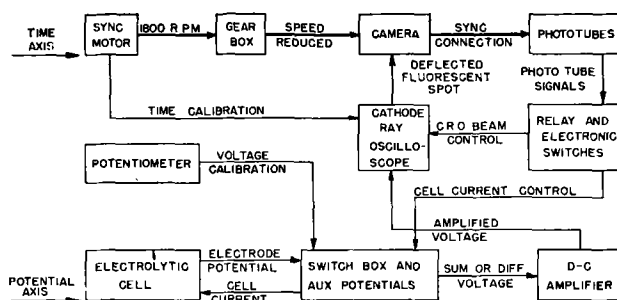 TIME AXIS
SYNC MOTOR
1800 RPM
GEAR BOX
SPEED REDUCED
CAMERA
SYNC CONNECTION
PHOTOTUBES
DEFLECTED FLUORESCENT SPOT
PHOTO TUBE SIGNALS
TIME CALIBRATION
CATHODE RAY OSCILLO-SCOPE
CRO BEAM CONTROL
RELAY AND ELECTRONIC SWITCHES
POTENTIOMETER
VOLTAGE CALIBRATION
CELL CURRENT CONTROL
AMPLIFIED VOLTAGE
POTENTIAL AXIS
ELECTROLYTIC CELL
ELECTRODE POTENTIAL
CELL CURRENT
SWITCH BOX AND AUX POTENTIALS
SUM OR DIFF VOLTAGE
D-C AMPLIFIER